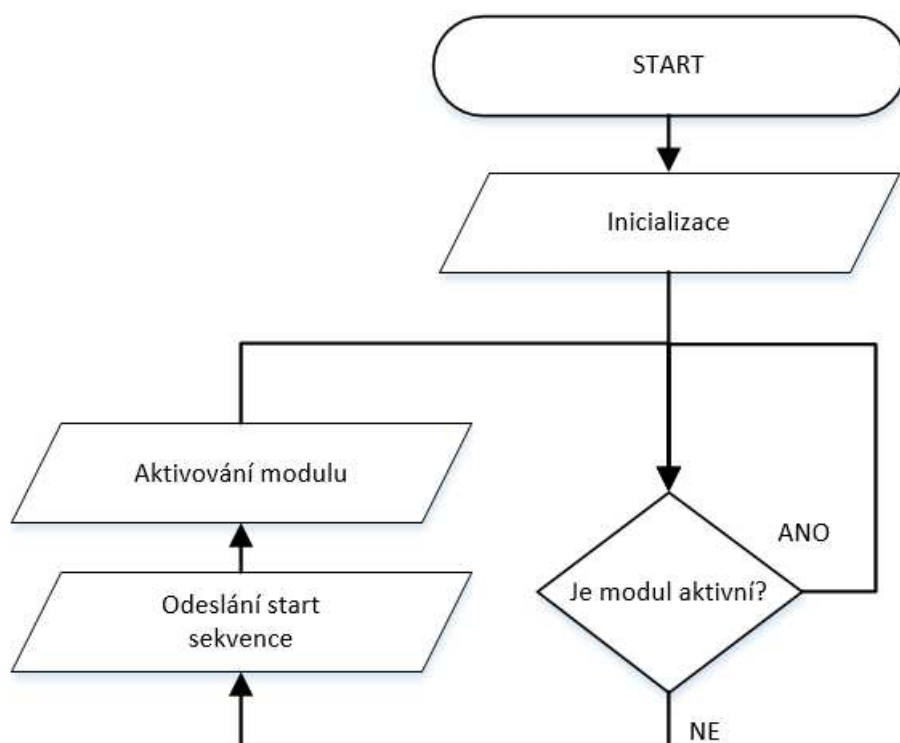 START
Inicializace
Aktivování modulu
ANO
Je modul aktivní?
Odeslání start
sekvence
NE